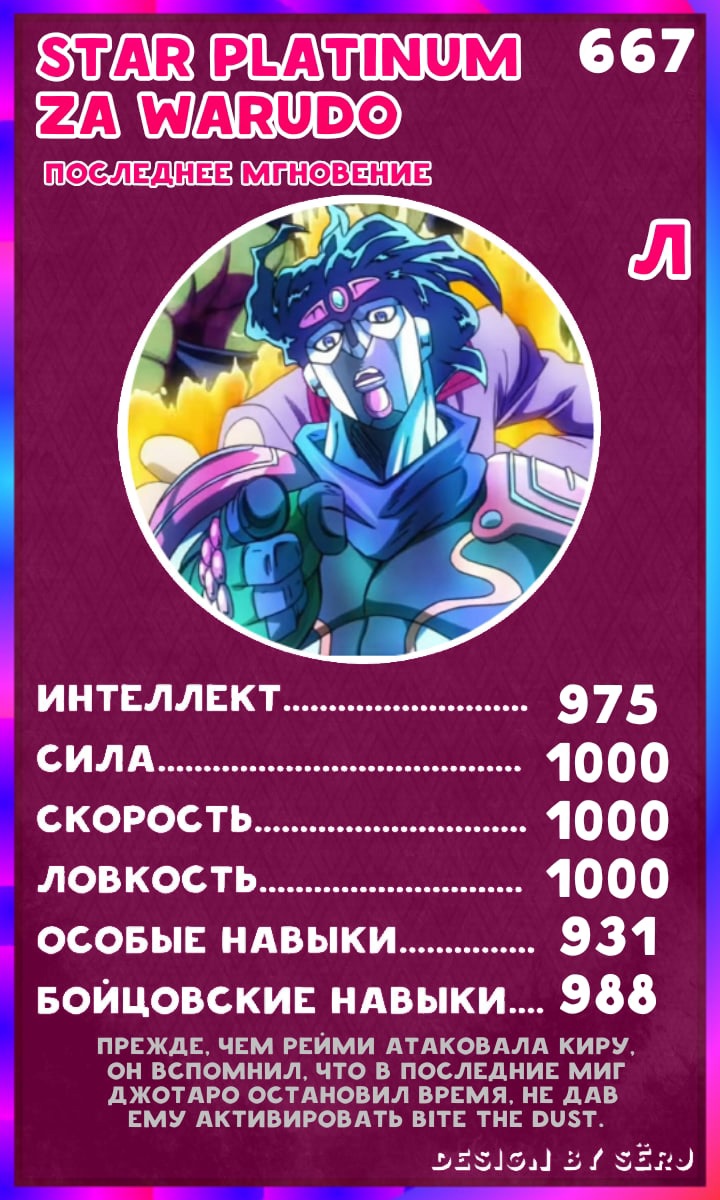 STAR PLATINUM 667
ZA WARUDO
ПОСЛЕДНЕЕ МГНОВЕНИЕ
Л
ИНТЕЛЛЕКТ........................... 975
СИЛА........................................ 1000
СКОРОСТЬ.............................. 1000
ЛОВКОСТЬ............................. 1000
ОСОБЫЕ НАВЫКИ............... 931
БОЙЦОВСКИЕ НАВЫКИ.... 988
ПРЕЖДЕ, ЧЕМ РЕЙМИ АТАКОВАЛА КИРУ,
ОН ВСПОМНИЛ, ЧТО В ПОСЛЕДНИЕ МИГ
ДЖОТАРО ОСТАНОВИЛ ВРЕМЯ, НЕ ДАВ
ЕМУ АКТИВИРОВАТЬ BITE THE DUST.
DESIGN BY SЁRJ